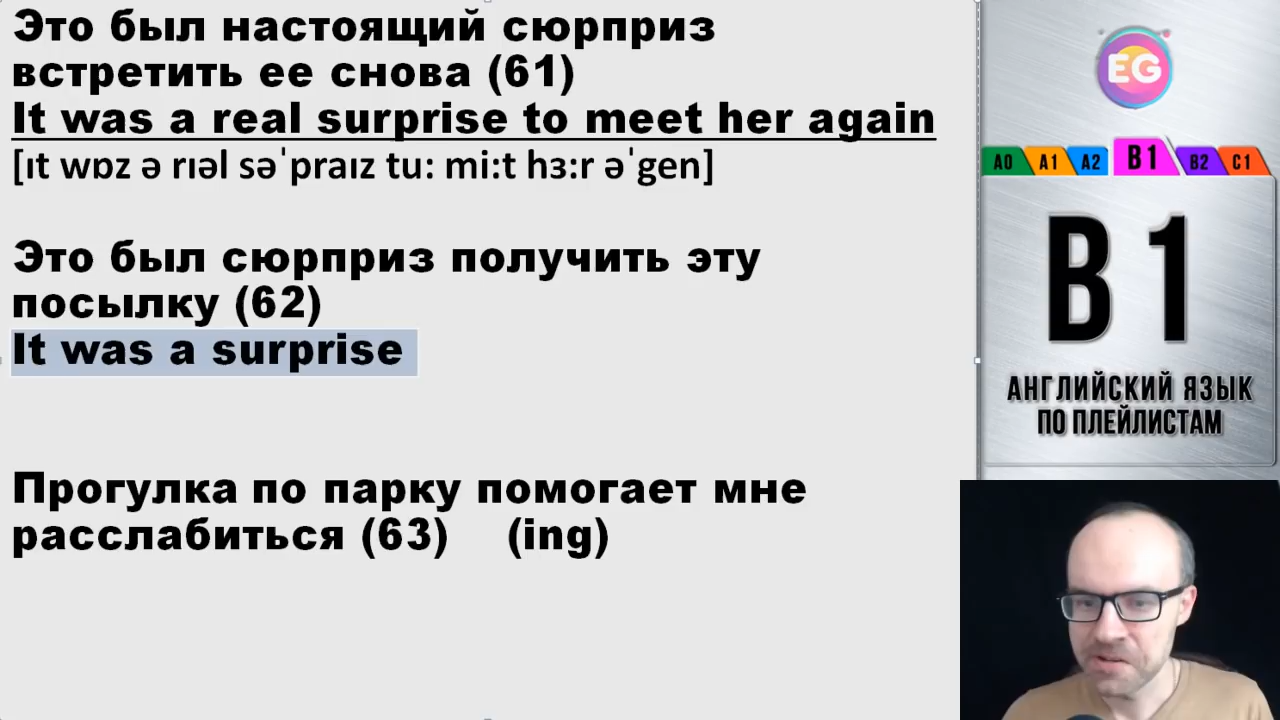 Это был настоящий сюрприз
встретить ее снова (61)
It was a real surprise to meet her again
[ɪt wɒz ə rɪəl səˈpraɪz tu: mi:t hɜ:r əˈgen]
Это был сюрприз получить эту
посылку (62)
It was a surprise
Прогулка по парку помогает мне
расслабиться (63) (ing)
EG
A0 A1 A2 B1 B2 C1
B1
АНГЛИЙСКИЙ ЯЗЫК
ПО ПЛЕЙЛИСТАМ